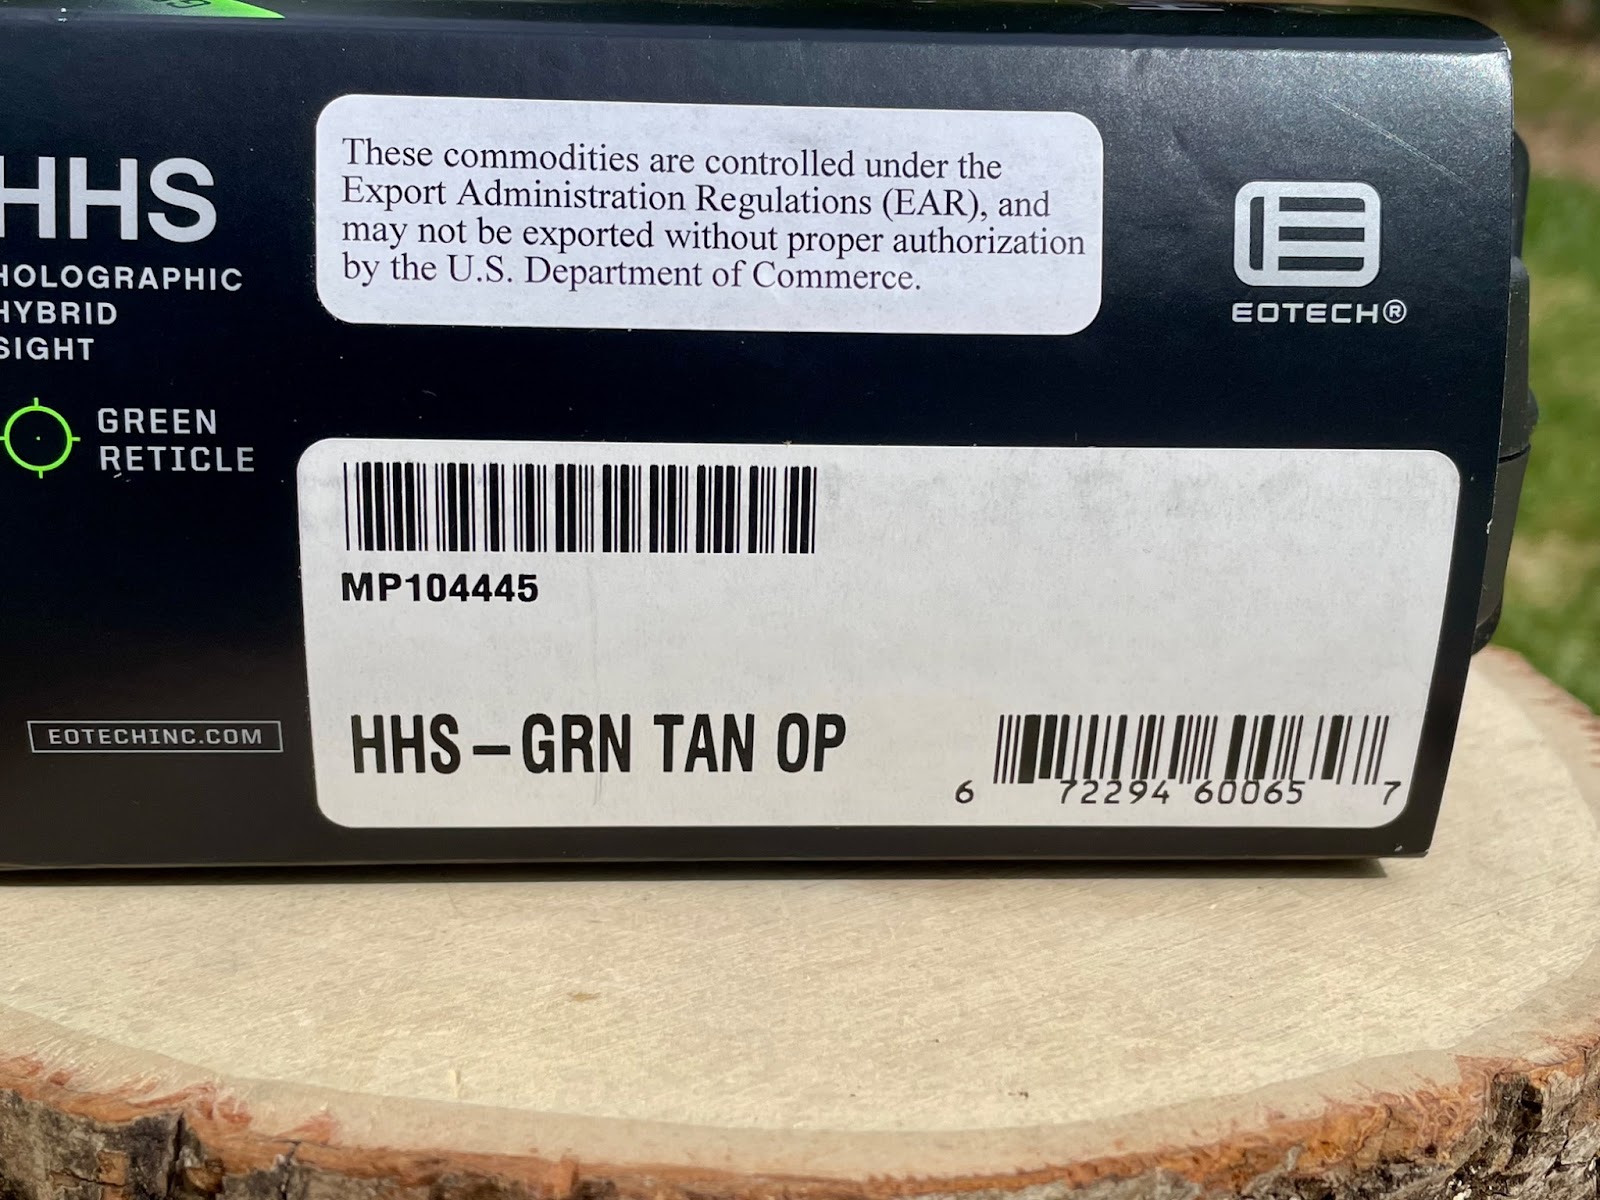 HHS
HOLOGRAPHIC
HYBRID
SIGHT
GREEN
RETICLE
EOTECHINC.COM
These commodities are controlled under the
Export Administration Regulations (EAR), and
may not be exported without proper authorization
by the U.S. Department of Commerce.
EOTECH®
MP104445
HHS-GRN TAN OP
6 72294 60065 7